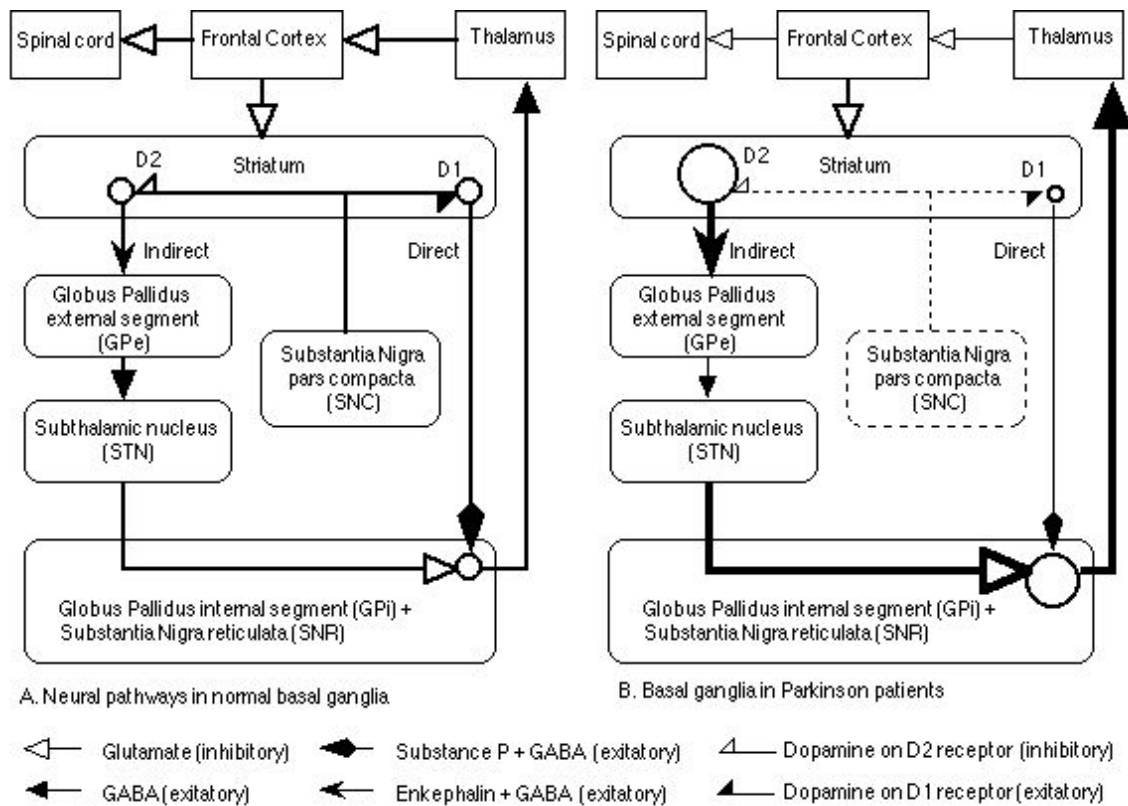 Spinal cord
Frontal Cortex
Thalamus
D2
Striatum
D1
Indirect
Direct
Globus Pallidus
external segment
(GPe)
Substantia Nigra
pars compacta
(SNC)
Subthalamic nucleus
(STN)
Globus Pallidus internal segment (GPi) +
Substantia Nigra reticulata (SNR)
A. Neural pathways in normal basal ganglia
Spinal cord
Frontal Cortex
Thalamus
D2
Striatum
D1
Indirect
Direct
Globus Pallidus
external segment
(GPe)
Substantia Nigra
pars compacta
(SNC)
Subthalamic nucleus
(STN)
Globus Pallidus internal segment (GPi) +
Substantia Nigra reticulata (SNR)
B. Basal ganglia in Parkinson patients
Glutamate (inhibitory)
Substance P + GABA (exitatory)
Dopamine on D2 receptor (inhibitory)
GABA (exitatory)
Enkephalin + GABA (exitatory)
Dopamine on D1 receptor (exitatory)